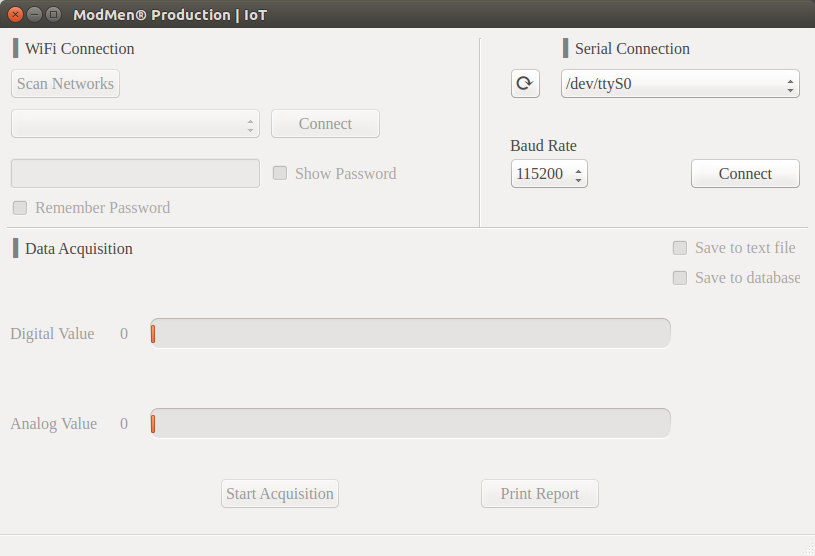 ModMen® Production | IoT
WiFi Connection
Scan Networks
Connect
Show Password
Remember Password
Serial Connection
⟳
/dev/ttyS0
Baud Rate
115200
Connect
Data Acquisition
Save to text file
Save to database
Digital Value 0
Analog Value 0
Start Acquisition
Print Report